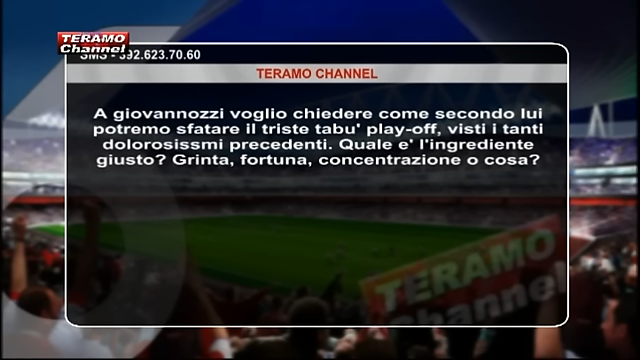 TERAMO
Channel
SMS - 392.623.70.60
TERAMO CHANNEL
A giovannozzi voglio chiedere come secondo lui
potremo sfatare il triste tabu' play-off, visti i tanti
dolorosissmi precedenti. Quale e' l'ingrediente
giusto? Grinta, fortuna, concentrazione o cosa?
TERAMO
Channel